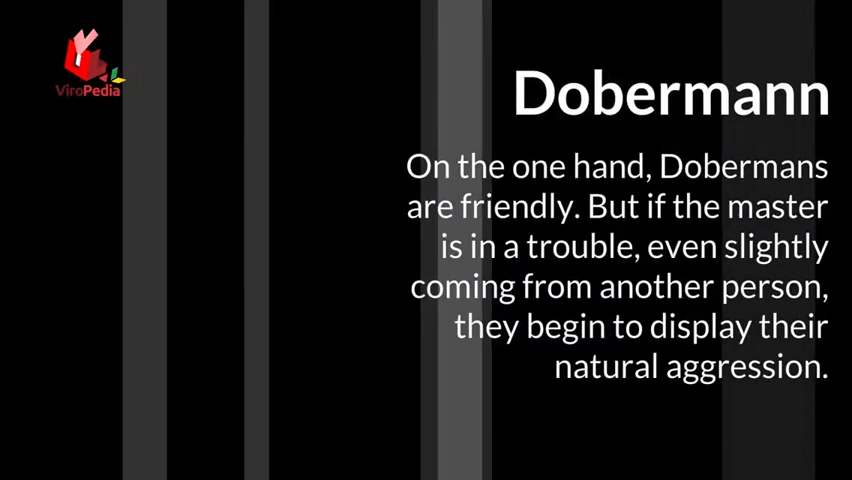 ViroPedia
Dobermann
On the one hand, Dobermans
are friendly. But if the master
is in a trouble, even slightly
coming from another person,
they begin to display their
natural aggression.